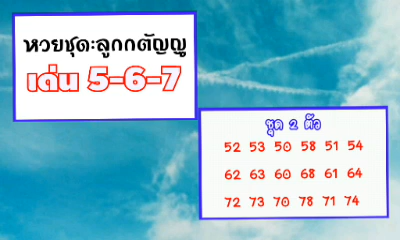 หวยชุด:ลูกกตัญญู
เด่น 5-6-7
ชุด 2 ตัว
52 53 50 58 51 54
62 63 60 68 61 64
72 73 70 78 71 74